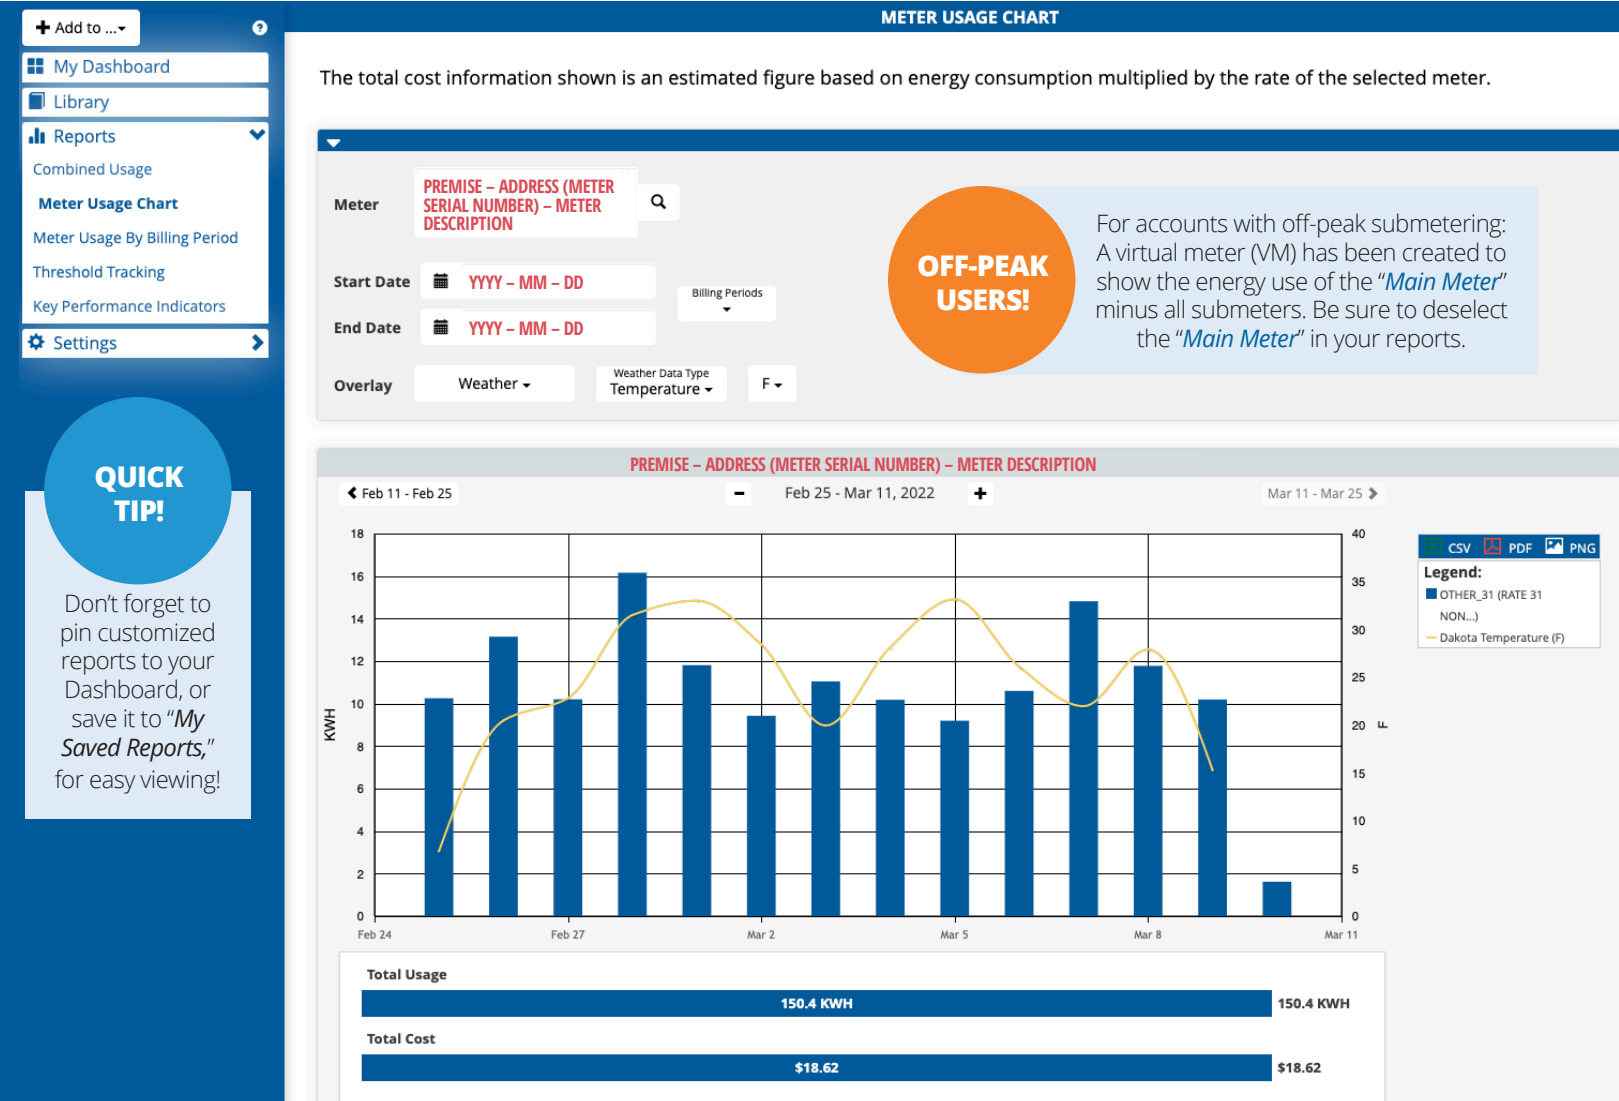 Add to ...
?
METER USAGE CHART
My Dashboard
Library
Reports
Combined Usage
Meter Usage Chart
Meter Usage By Billing Period
Threshold Tracking
Key Performance Indicators
Settings
QUICK
TIP!
Don't forget to
pin customized
reports to your
Dashboard, or
save it to "My
Saved Reports,"
for easy viewing!
The total cost information shown is an estimated figure based on energy consumption multiplied by the rate of the selected meter.
Meter
PREMISE – ADDRESS (METER
SERIAL NUMBER) – METER
DESCRIPTION
Start Date
YYYY – MM – DD
End Date
YYYY – MM – DD
Billing Periods
Overlay
Weather
Weather Data Type
Temperature
F
OFF-PEAK
USERS!
For accounts with off-peak submetering:
A virtual meter (VM) has been created to
show the energy use of the "Main Meter"
minus all submeters. Be sure to deselect
the "Main Meter" in your reports.
PREMISE – ADDRESS (METER SERIAL NUMBER) – METER DESCRIPTION
Feb 11 - Feb 25
Feb 25 - Mar 11, 2022
Mar 11 - Mar 25
18
16
14
12
10
8
6
4
2
0
KWH
40
35
30
25
20
15
10
5
0
F
Feb 24
Feb 27
Mar 2
Mar 5
Mar 8
Mar 11
CSV PDF PNG
Legend:
OTHER_31 (RATE 31
NON...)
Dakota Temperature (F)
Total Usage
150.4 KWH
150.4 KWH
Total Cost
$18.62
$18.62